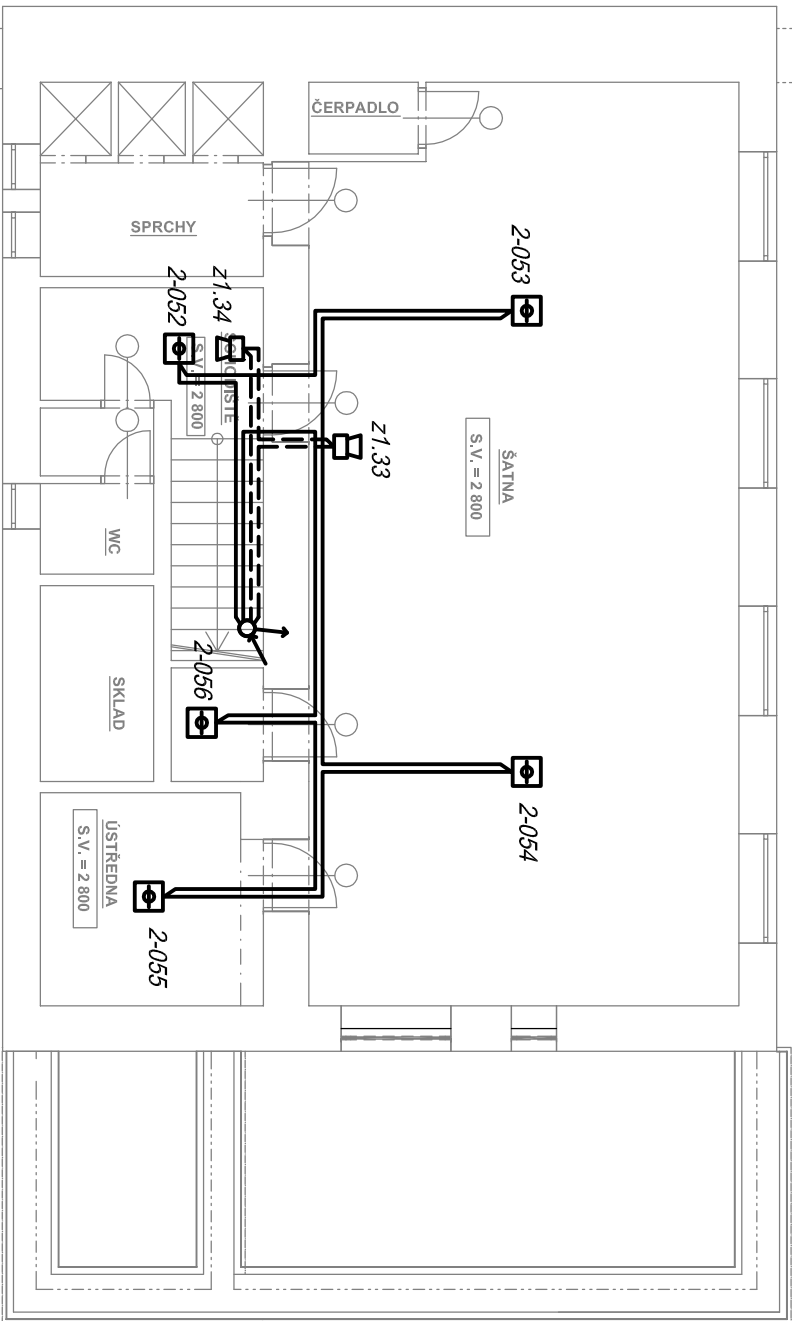 ČERPADLO
SPRCHY
2-053
z1.34
2-052
SCHODIŠTĚ
S.V. = 2 800
z1.33
ŠATNA
S.V. = 2 800
WC
2-056
SKLAD
2-054
ÚSTŘEDNA
S.V. = 2 800
2-055